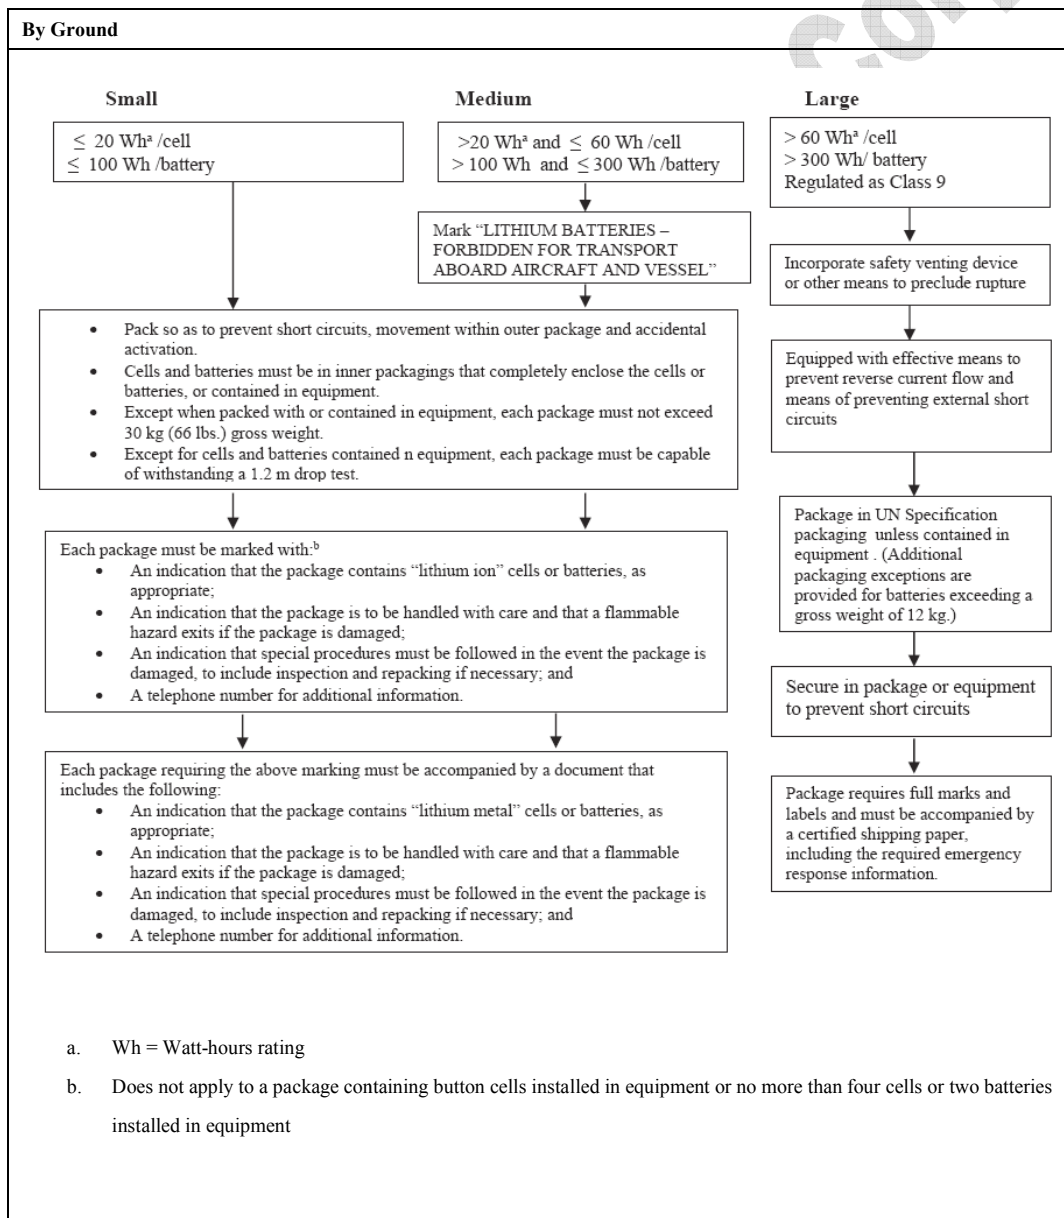 By Ground
Small
≤ 20 Whᵃ /cell
≤ 100 Wh /battery
Medium
>20 Whᵃ and ≤ 60 Wh /cell
> 100 Wh and ≤ 300 Wh /battery
Mark “LITHIUM BATTERIES –
FORBIDDEN FOR TRANSPORT
ABOARD AIRCRAFT AND VESSEL”
• Pack so as to prevent short circuits, movement within outer package and accidental
activation.
• Cells and batteries must be in inner packagings that completely enclose the cells or
batteries, or contained in equipment.
• Except when packed with or contained in equipment, each package must not exceed
30 kg (66 lbs.) gross weight.
• Except for cells and batteries contained n equipment, each package must be capable
of withstanding a 1.2 m drop test.
Each package must be marked with:ᵇ
• An indication that the package contains “lithium ion” cells or batteries, as
appropriate;
• An indication that the package is to be handled with care and that a flammable
hazard exits if the package is damaged;
• An indication that special procedures must be followed in the event the package is
damaged, to include inspection and repacking if necessary; and
• A telephone number for additional information.
Each package requiring the above marking must be accompanied by a document that
includes the following:
• An indication that the package contains “lithium metal” cells or batteries, as
appropriate;
• An indication that the package is to be handled with care and that a flammable
hazard exits if the package is damaged;
• An indication that special procedures must be followed in the event the package is
damaged, to include inspection and repacking if necessary; and
• A telephone number for additional information.
Large
> 60 Whᵃ /cell
> 300 Wh/ battery
Regulated as Class 9
Incorporate safety venting device
or other means to preclude rupture
Equipped with effective means to
prevent reverse current flow and
means of preventing external short
circuits
Package in UN Specification
packaging unless contained in
equipment . (Additional
packaging exceptions are
provided for batteries exceeding a
gross weight of 12 kg.)
Secure in package or equipment
to prevent short circuits
Package requires full marks and
labels and must be accompanied by
a certified shipping paper,
including the required emergency
response information.
a. Wh = Watt-hours rating
b. Does not apply to a package containing button cells installed in equipment or no more than four cells or two batteries
installed in equipment